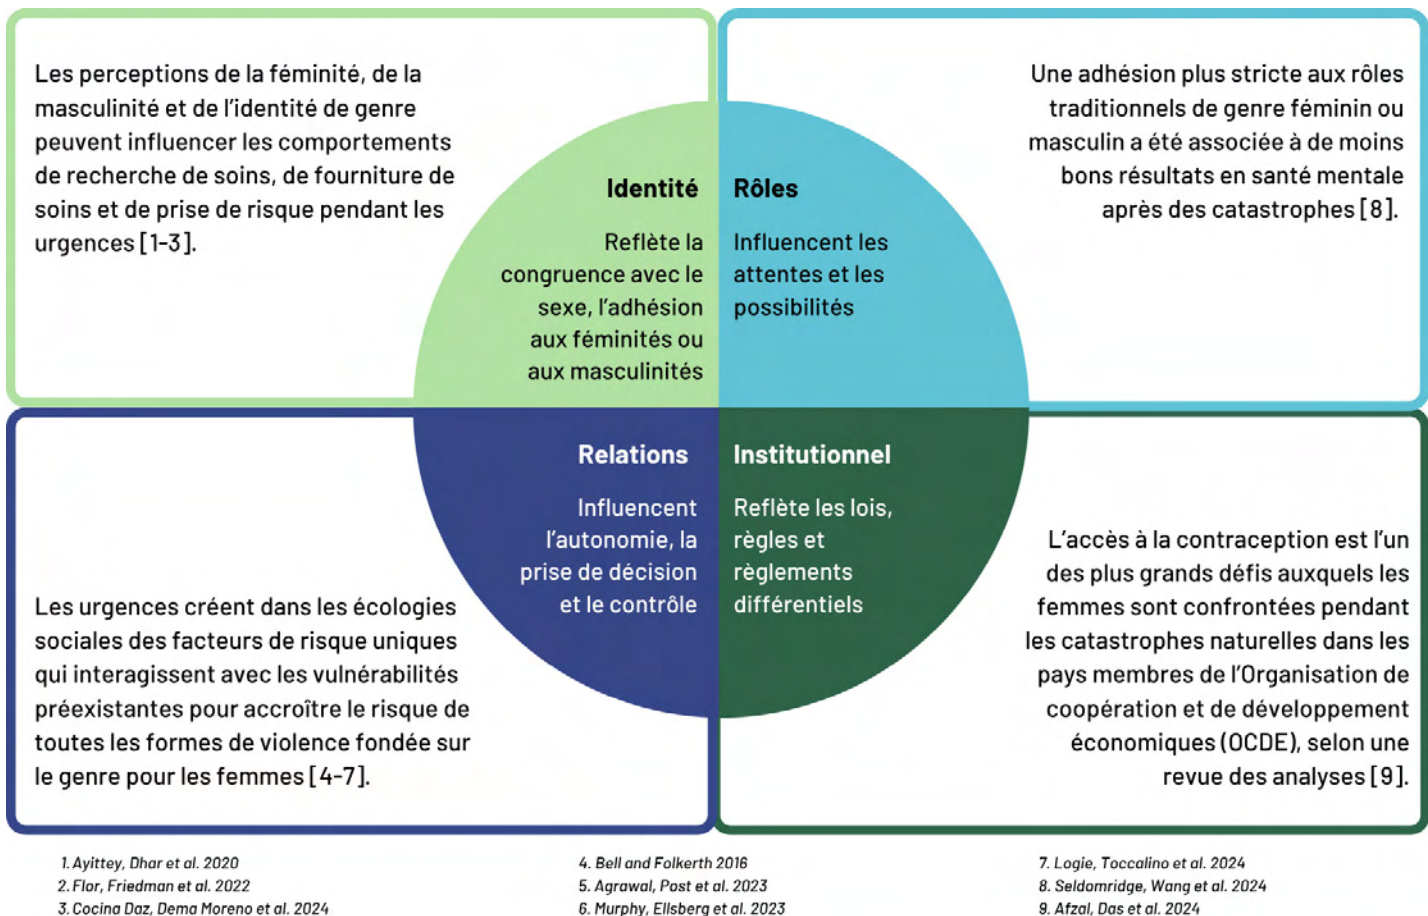 Les perceptions de la féminité, de la
masculinité et de l'identité de genre
peuvent influencer les comportements
de recherche de soins, de fourniture de
soins et de prise de risque pendant les
urgences [1-3].
Identité
Reflète la
congruence avec le
sexe, l'adhésion
aux féminités ou
aux masculinités
Rôles
Influencent les
attentes et les
possibilités
Une adhésion plus stricte aux rôles
traditionnels de genre féminin ou
masculin a été associée à de moins
bons résultats en santé mentale
après des catastrophes [8].
Les urgences créent dans les écologies
sociales des facteurs de risque uniques
qui interagissent avec les vulnérabilités
préexistantes pour accroître le risque de
toutes les formes de violence fondée sur
le genre pour les femmes [4-7].
Relations
Influencent
l'autonomie, la
prise de décision
et le contrôle
Institutionnel
Reflète les lois,
règles et
règlements
différentiels
L'accès à la contraception est l'un
des plus grands défis auxquels les
femmes sont confrontées pendant
les catastrophes naturelles dans les
pays membres de l'Organisation de
coopération et de développement
économiques (OCDE), selon une
revue des analyses [9].
1. Ayittey, Dhar et al. 2020
2. Flor, Friedman et al. 2022
3. Cocina Daz, Dema Moreno et al. 2024
4. Bell and Folkerth 2016
5. Agrawal, Post et al. 2023
6. Murphy, Ellsberg et al. 2023
7. Logie, Toccalino et al. 2024
8. Seldomridge, Wang et al. 2024
9. Afzal, Das et al. 2024